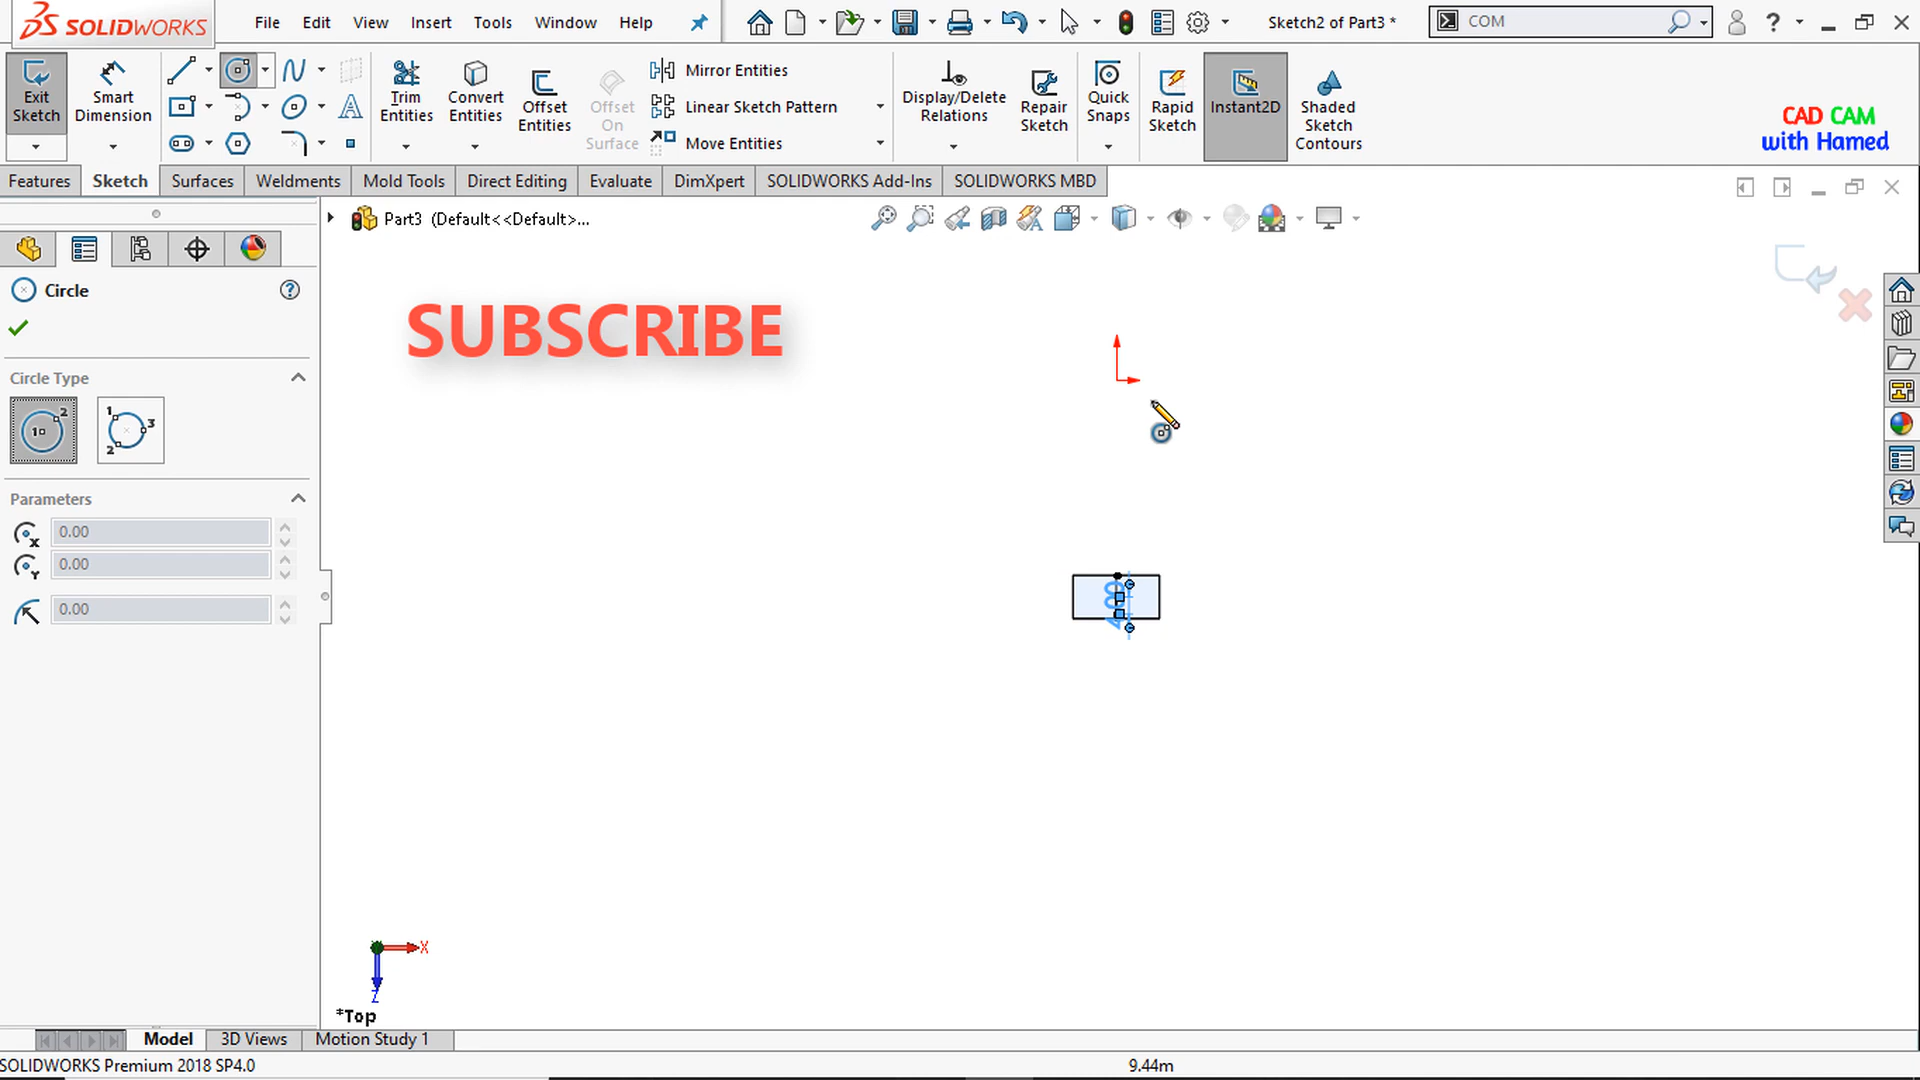 SOLIDWORKS File Edit View Insert Tools Window Help Sketch2 of Part3 * COM
Exit Sketch
Smart Dimension
Trim Entities
Convert Entities
Offset Entities
Offset On Surface
Mirror Entities
Linear Sketch Pattern
Move Entities
Display/Delete Relations
Repair Sketch
Quick Snaps
Rapid Sketch
Instant2D
Shaded Sketch Contours
CAD CAM
with Hamed
Features Sketch Surfaces Weldments Mold Tools Direct Editing Evaluate DimXpert SOLIDWORKS Add-Ins SOLIDWORKS MBD
Part3 (Default<<Default>...
Circle
SUBSCRIBE
Circle Type
Parameters
0.00
0.00
0.00
X
Z
*Top
Model 3D Views Motion Study 1
SOLIDWORKS Premium 2018 SP4.0 9.44m